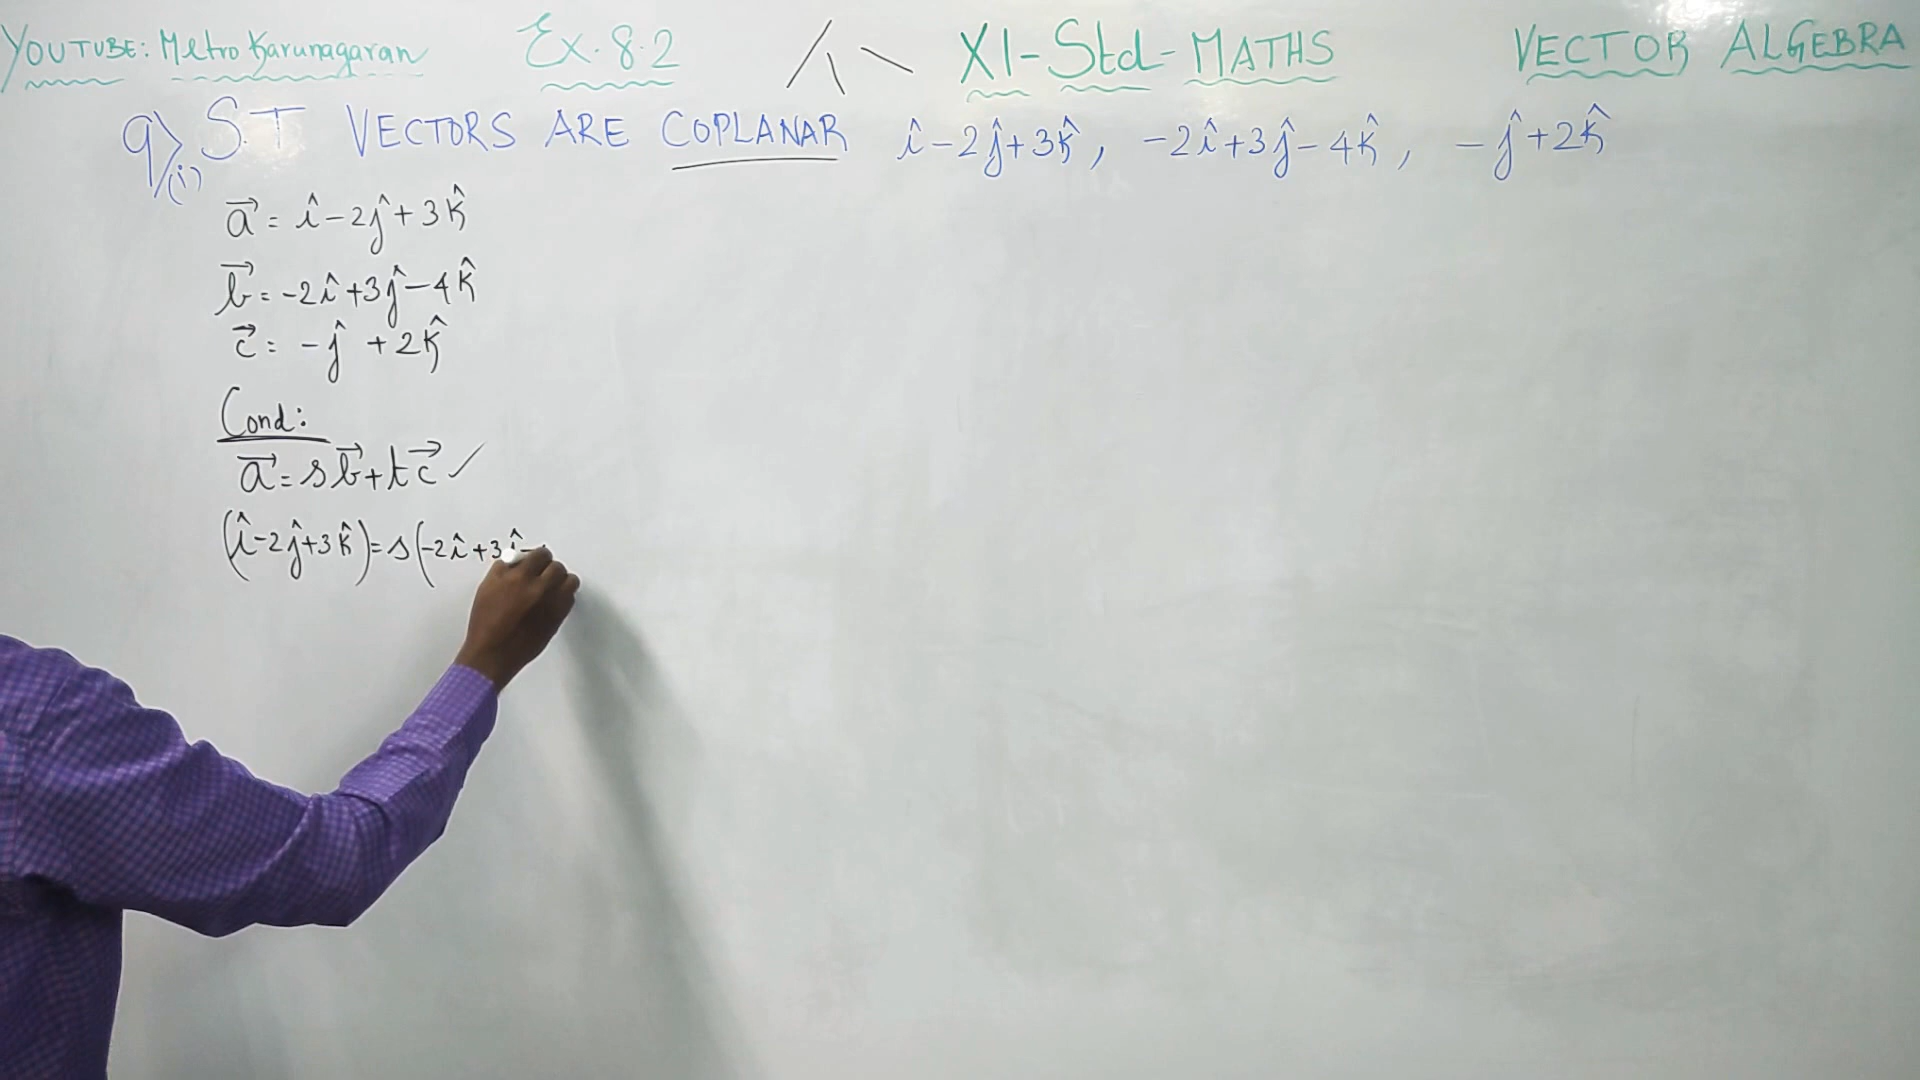 YOUTUBE: Metro Karunagaran Ex. 8.2 XI-Std-MATHS VECTOR ALGEBRA
9) (i) S.T VECTORS ARE COPLANAR î-2ĵ+3k̂, -2î+3ĵ-4k̂, -ĵ+2k̂
a⃗ = î-2ĵ+3k̂
b⃗ = -2î+3ĵ-4k̂
c⃗ = -ĵ +2k̂
Cond:
a⃗ = sb⃗+tc⃗ ✓
(î-2ĵ+3k̂) = s(-2î+3ĵ-